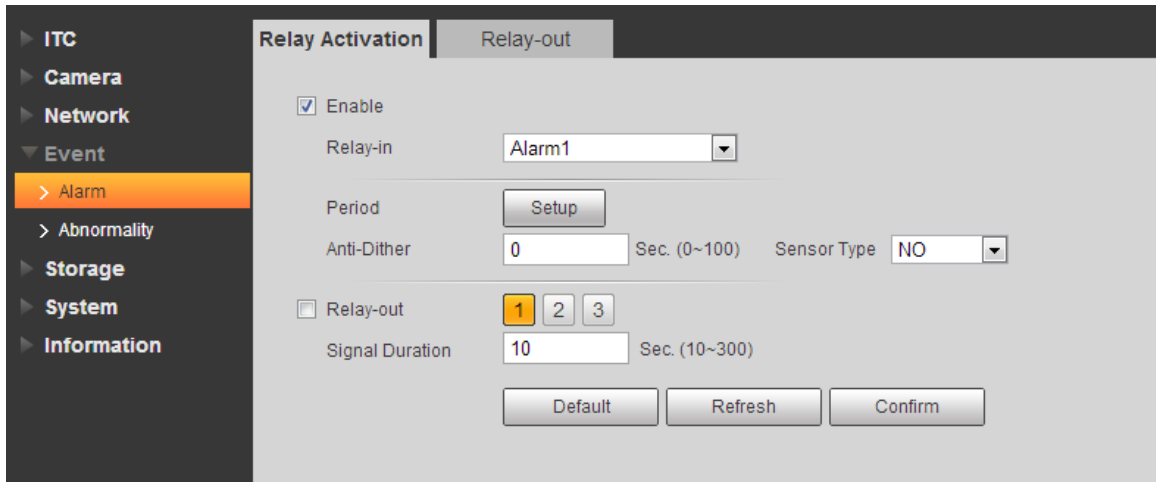 ITC
Camera
Network
Event
Alarm
Abnormality
Storage
System
Information
Relay Activation
Relay-out
Enable
Relay-in Alarm1
Period Setup
Anti-Dither 0 Sec. (0~100) Sensor Type NO
Relay-out 1 2 3
Signal Duration 10 Sec. (10~300)
Default Refresh Confirm